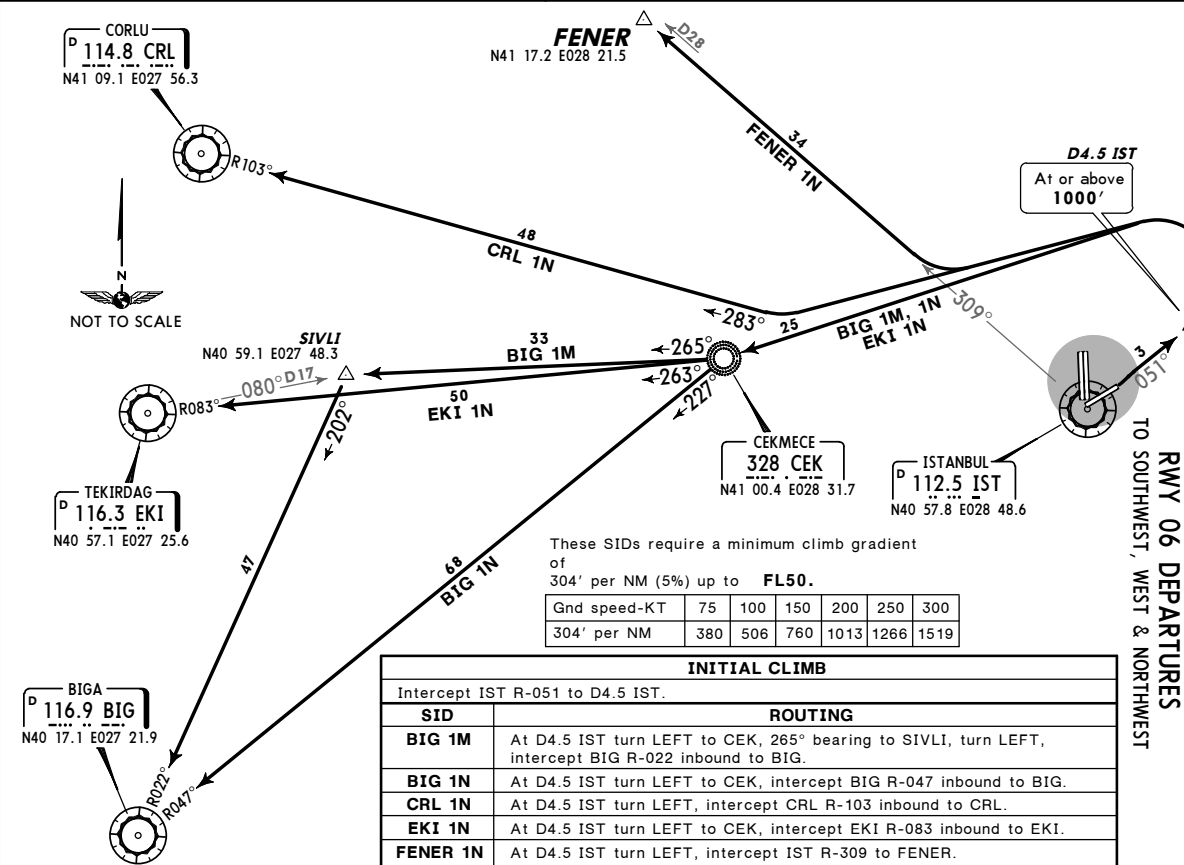 CORLU
D 114.8 CRL
N41 09.1 E027 56.3
R103°
FENER
N41 17.2 E028 21.5
D28
34
FENER 1N
D4.5 IST
At or above
1000'
48
CRL 1N
N
NOT TO SCALE
←283°
25
BIG 1M, 1N
EKI 1N
309°
3
051°
SIVLI
N40 59.1 E027 48.3
33
BIG 1M
←265°
←263°
←227°
R083°
080°
D17
50
EKI 1N
←202°
TEKIRDAG
D 116.3 EKI
N40 57.1 E027 25.6
CEKMECE
328 CEK
N41 00.4 E028 31.7
ISTANBUL
D 112.5 IST
N40 57.8 E028 48.6
47
68
BIG 1N
RWY 06 DEPARTURES
TO SOUTHWEST, WEST & NORTHWEST
These SIDs require a minimum climb gradient
of
304' per NM (5%) up to FL50.
Gnd speed-KT 75 100 150 200 250 300
304' per NM 380 506 760 1013 1266 1519
BIGA
D 116.9 BIG
N40 17.1 E027 21.9
R022°
R047°
INITIAL CLIMB
Intercept IST R-051 to D4.5 IST.
SID ROUTING
BIG 1M At D4.5 IST turn LEFT to CEK, 265° bearing to SIVLI, turn LEFT,
intercept BIG R-022 inbound to BIG.
BIG 1N At D4.5 IST turn LEFT to CEK, intercept BIG R-047 inbound to BIG.
CRL 1N At D4.5 IST turn LEFT, intercept CRL R-103 inbound to CRL.
EKI 1N At D4.5 IST turn LEFT to CEK, intercept EKI R-083 inbound to EKI.
FENER 1N At D4.5 IST turn LEFT, intercept IST R-309 to FENER.